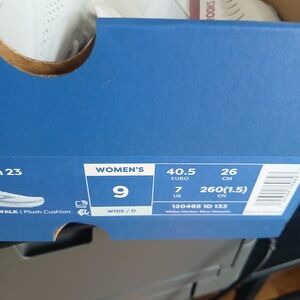 BROOKS
23
WOMEN'S
9
WIDE / D
40.5
EURO
26
CM
7
UK
260(1.5)
CN
WALK | Plush Cushion
120465 1D 133